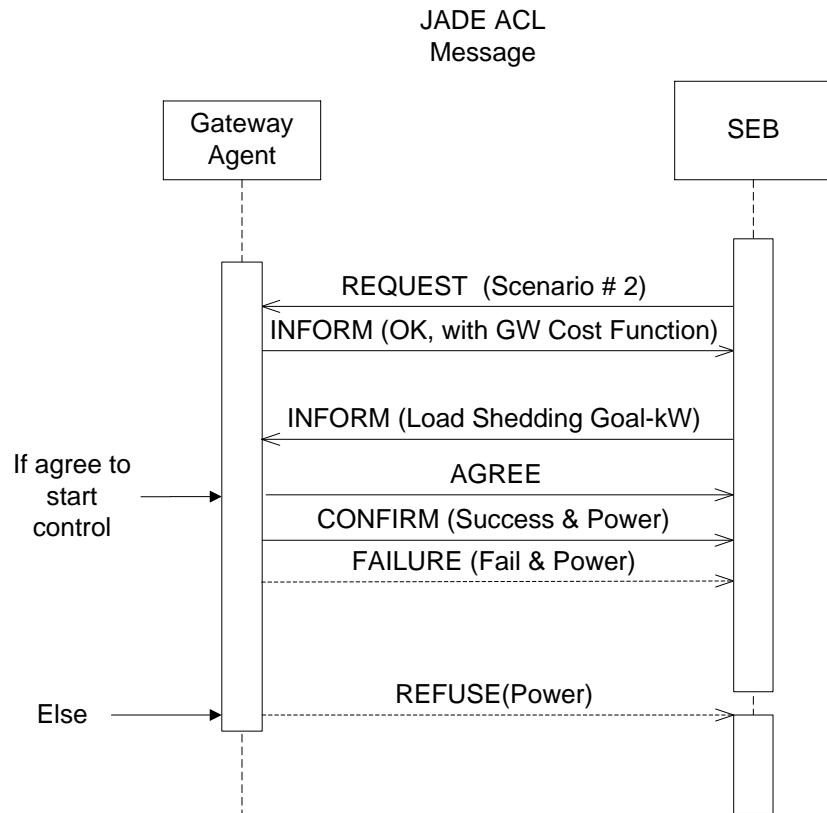 JADE ACL
Message
Gateway
Agent
SEB
REQUEST (Scenario # 2)
INFORM (OK, with GW Cost Function)
INFORM (Load Shedding Goal-kW)
If agree to
start
control
AGREE
CONFIRM (Success & Power)
FAILURE (Fail & Power)
Else
REFUSE(Power)